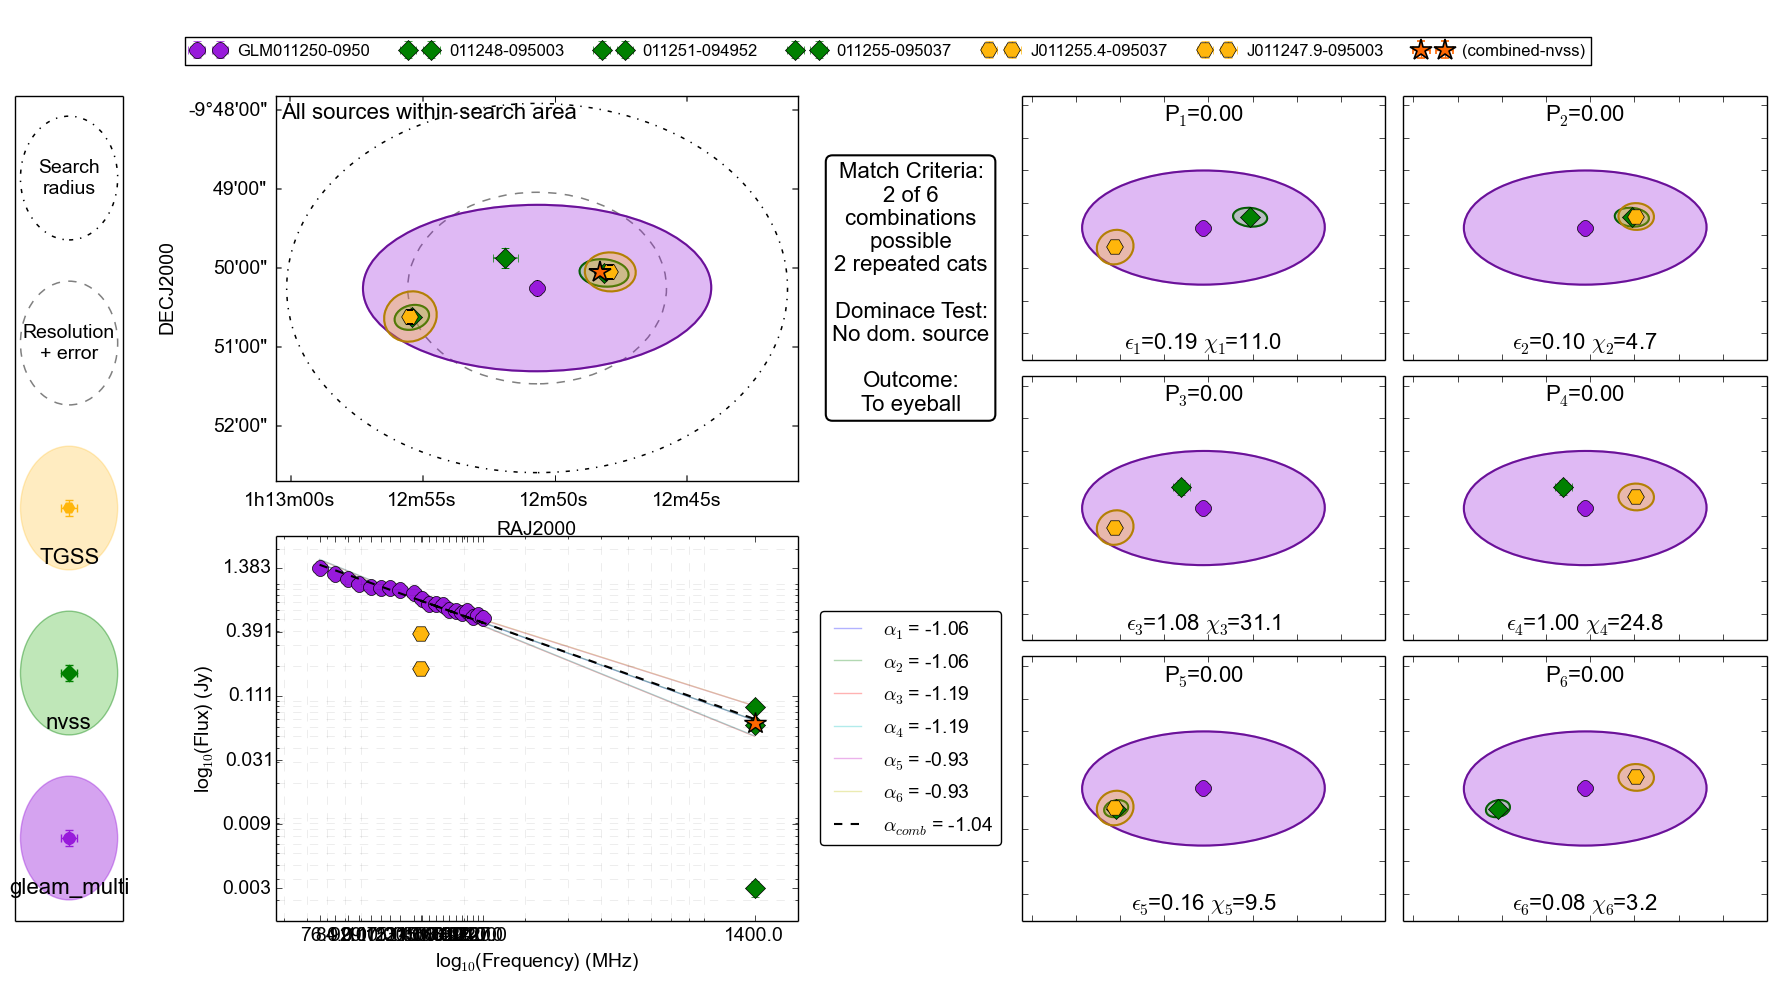 GLM011250-0950 011248-095003 011251-094952 011255-095037 J011255.4-095037 J011247.9-095003 (combined-nvss)
Search
radius
Resolution
+ error
TGSS
nvss
gleam_multi
All sources within search area
-9°48'00"
49'00"
50'00"
51'00"
52'00"
DECJ2000
1h13m00s 12m55s 12m50s 12m45s
RAJ2000
Match Criteria:
2 of 6
combinations
possible
2 repeated cats
Dominace Test:
No dom. source
Outcome:
To eyeball
1.383
0.391
0.111
0.031
0.009
0.003
log₁₀(Flux) (Jy)
1400.0
log₁₀(Frequency) (MHz)
α₁ = -1.06
α₂ = -1.06
α₃ = -1.19
α₄ = -1.19
α₅ = -0.93
α₆ = -0.93
α_comb = -1.04
P₁=0.00
ϵ₁=0.19 χ₁=11.0
P₂=0.00
ϵ₂=0.10 χ₂=4.7
P₃=0.00
ϵ₃=1.08 χ₃=31.1
P₄=0.00
ϵ₄=1.00 χ₄=24.8
P₅=0.00
ϵ₅=0.16 χ₅=9.5
P₆=0.00
ϵ₆=0.08 χ₆=3.2